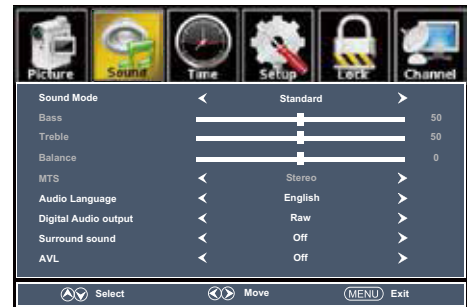 Picture Sound Time Setup Lock Channel
Sound Mode Standard
Bass 50
Treble 50
Balance 0
MTS Stereo
Audio Language English
Digital Audio output Raw
Surround sound Off
AVL Off
Select Move MENU Exit